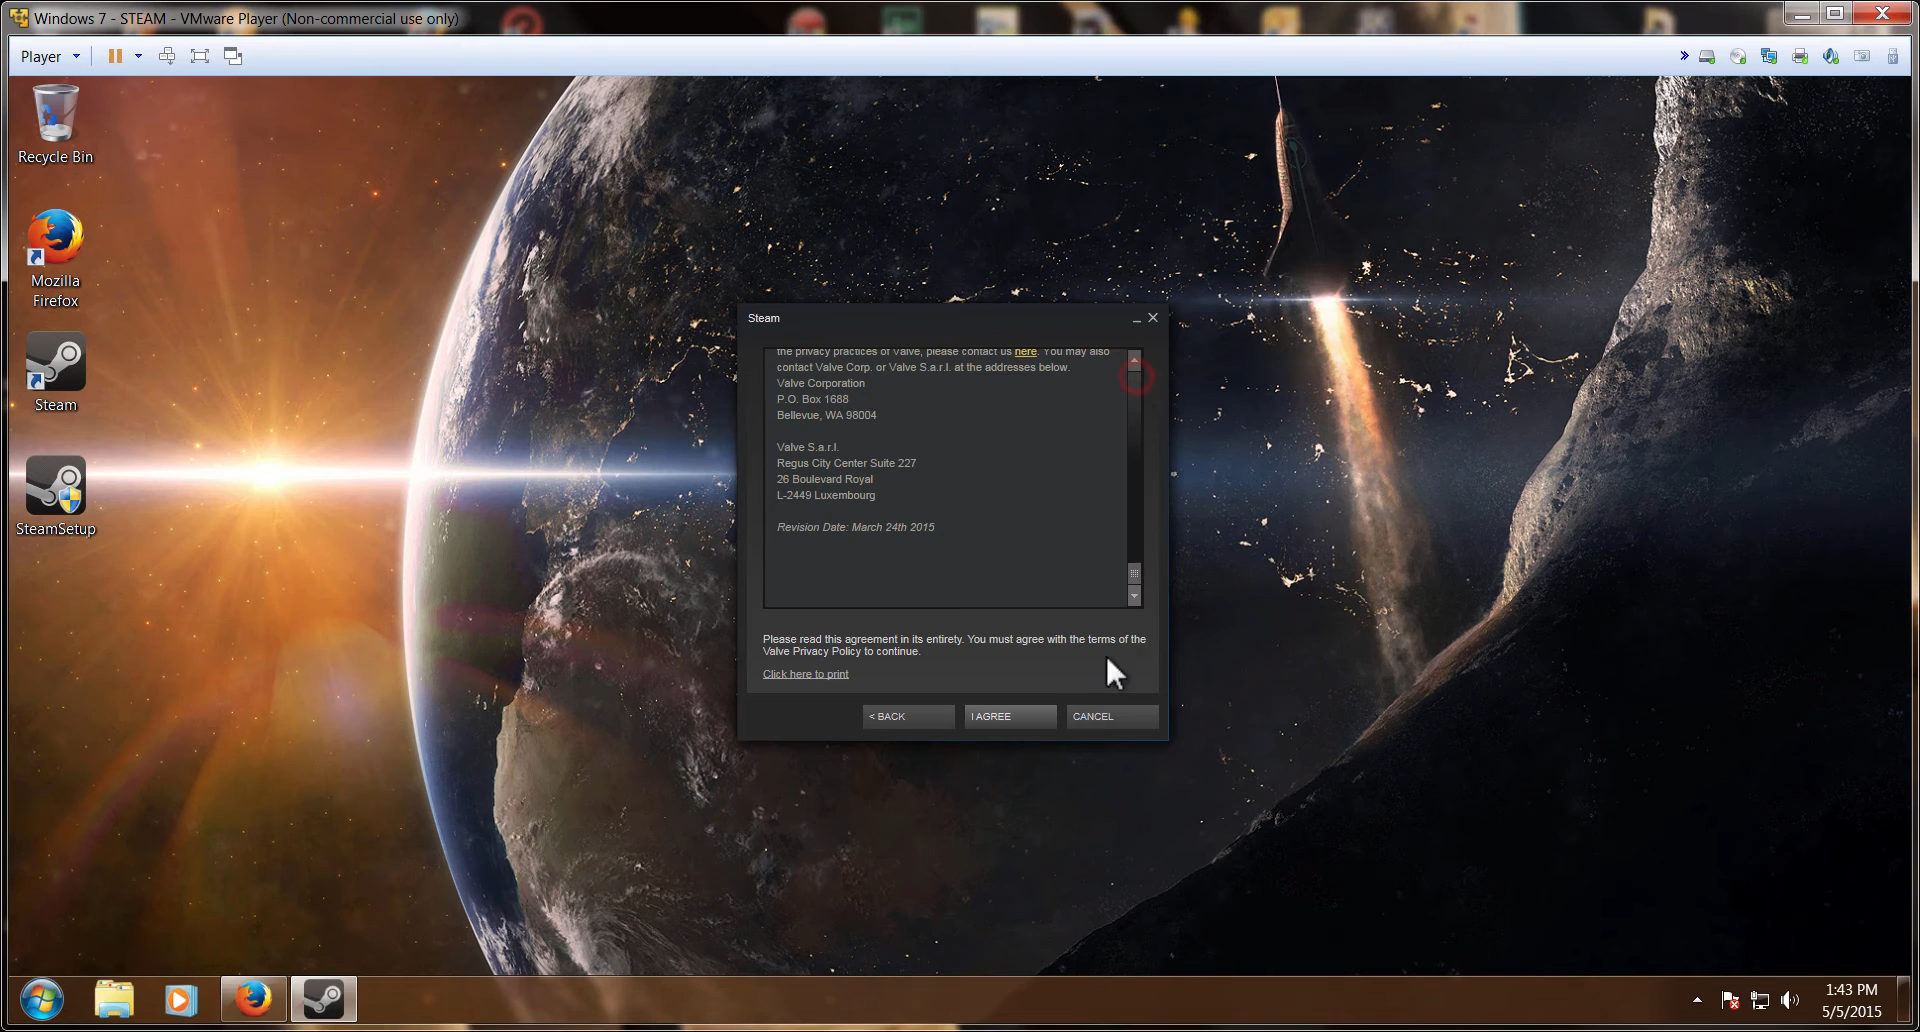 Windows 7 - STEAM - VMware Player (Non-commercial use only)
Player
Recycle Bin
Mozilla
Firefox
Steam
SteamSetup
Steam
the privacy practices of Valve, please contact us here. You may also
contact Valve Corp. or Valve S.a.r.l. at the addresses below.
Valve Corporation
P.O. Box 1688
Bellevue, WA 98004
Valve S.a.r.l.
Regus City Center Suite 227
26 Boulevard Royal
L-2449 Luxembourg
Revision Date: March 24th 2015
Please read this agreement in its entirety. You must agree with the terms of the
Valve Privacy Policy to continue.
Click here to print
< BACK
I AGREE
CANCEL
1:43 PM
5/5/2015